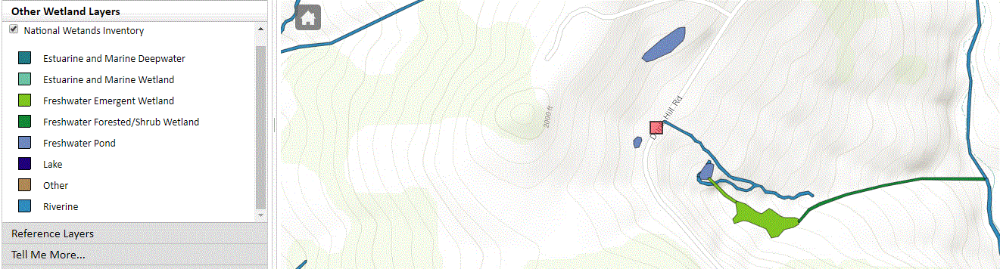 Other Wetland Layers
National Wetands Inventory
Estuarine and Marine Deepwater
Estuarine and Marine Wetland
Freshwater Emergent Wetland
Freshwater Forested/Shrub Wetland
Freshwater Pond
Lake
Other
Riverine
Reference Layers
Tell Me More...
2000 ft
Hill Rd